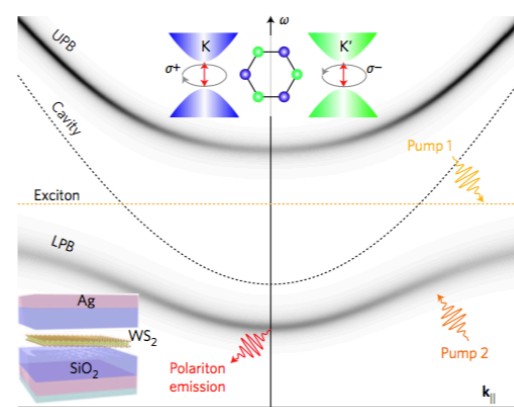 ω
UPB
K
K′
σ+
σ−
Cavity
Pump 1
Exciton
LPB
Ag
WS₂
SiO₂
Polariton
emission
Pump 2
k||